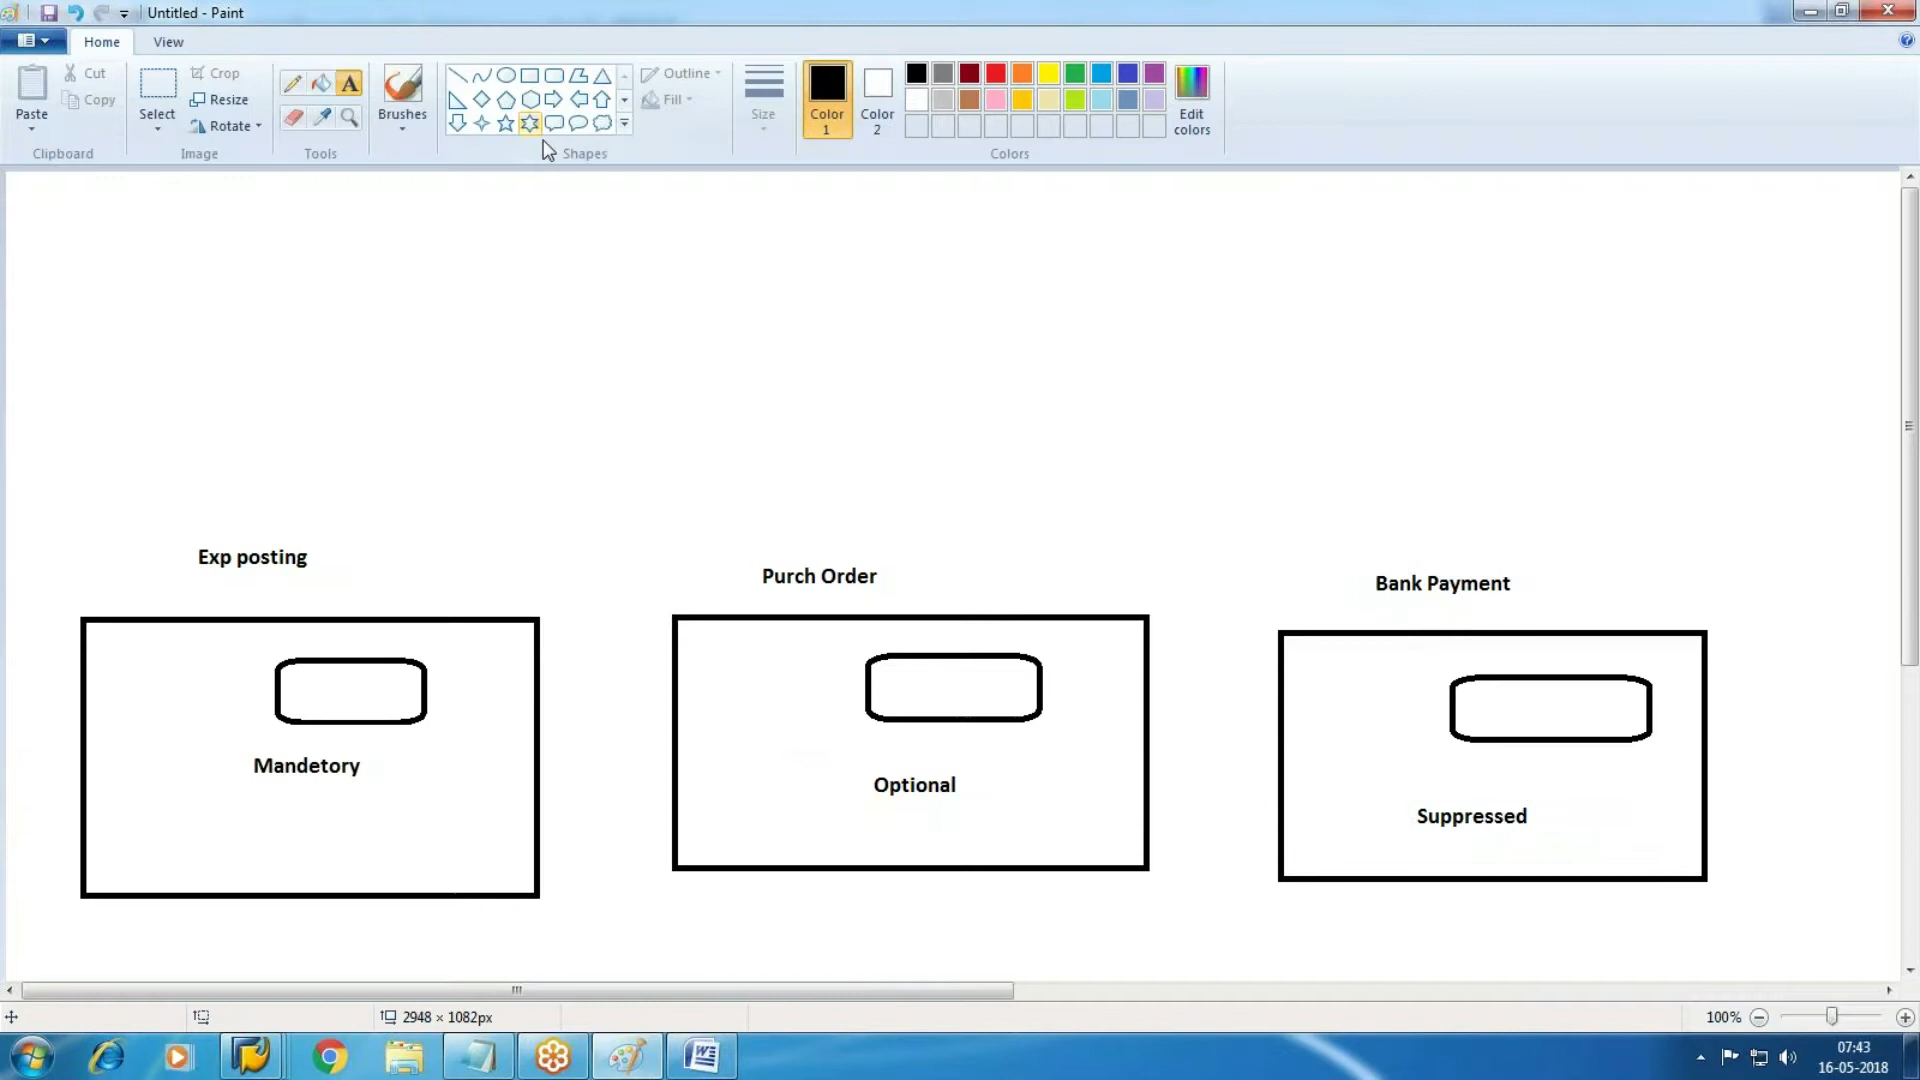 Untitled - Paint
Home View
Paste
Cut
Copy
Clipboard
Select
Crop
Resize
Rotate
Image
Tools
Brushes
Shapes
Outline
Fill
Size
Color 1
Color 2
Edit colors
Colors
Exp posting
Purch Order
Bank Payment
Mandetory
Optional
Suppressed
2948 × 1082px
100%
07:43
16-05-2018